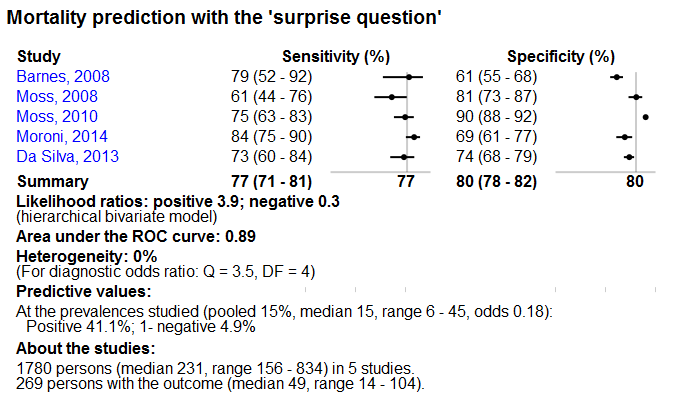 Mortality prediction with the 'surprise question'
Study Sensitivity (%) Specificity (%)
Barnes, 2008 79 (52 - 92) 61 (55 - 68)
Moss, 2008 61 (44 - 76) 81 (73 - 87)
Moss, 2010 75 (63 - 83) 90 (88 - 92)
Moroni, 2014 84 (75 - 90) 69 (61 - 77)
Da Silva, 2013 73 (60 - 84) 74 (68 - 79)
Summary 77 (71 - 81) 77 80 (78 - 82) 80
Likelihood ratios: positive 3.9; negative 0.3
(hierarchical bivariate model)
Area under the ROC curve: 0.89
Heterogeneity: 0%
(For diagnostic odds ratio: Q = 3.5, DF = 4)
Predictive values:
At the prevalences studied (pooled 15%, median 15, range 6 - 45, odds 0.18):
Positive 41.1%; 1- negative 4.9%
About the studies:
1780 persons (median 231, range 156 - 834) in 5 studies.
269 persons with the outcome (median 49, range 14 - 104).